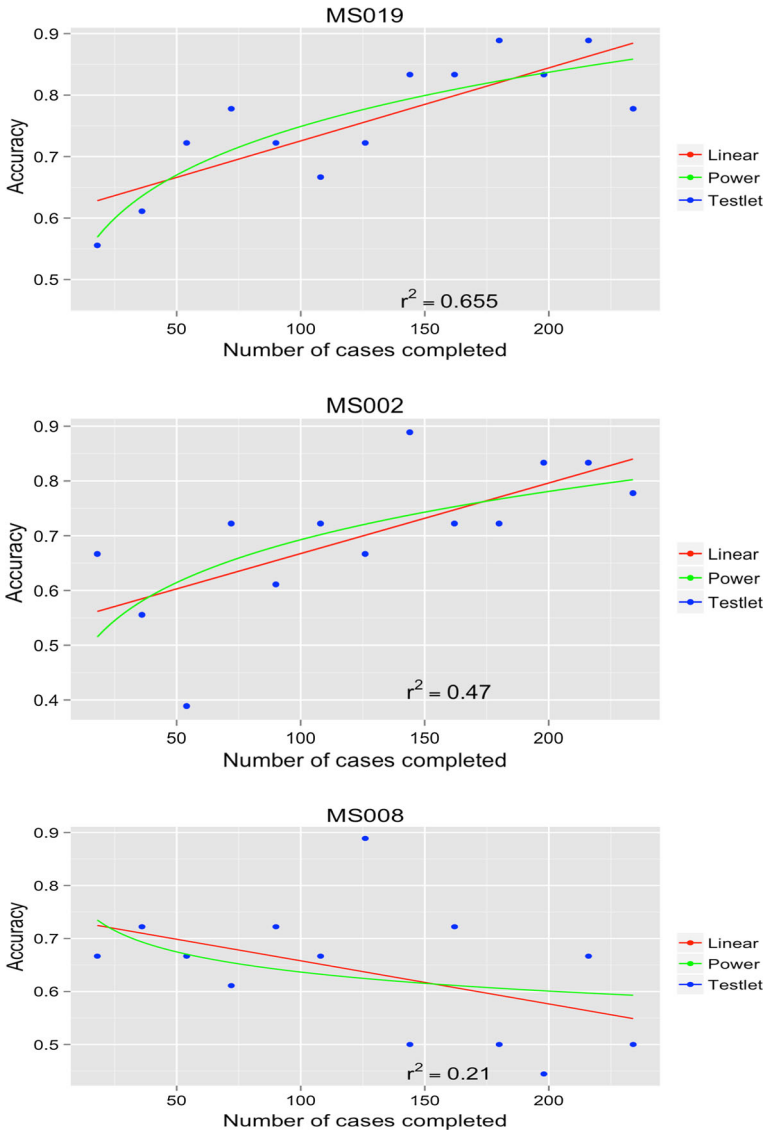 MS019
Accuracy
0.9
0.8
0.7
0.6
0.5
r² = 0.655
50 100 150 200
Number of cases completed
Linear
Power
Testlet
MS002
Accuracy
0.9
0.8
0.7
0.6
0.5
0.4
r² = 0.47
50 100 150 200
Number of cases completed
Linear
Power
Testlet
MS008
Accuracy
0.9
0.8
0.7
0.6
0.5
r² = 0.21
50 100 150 200
Number of cases completed
Linear
Power
Testlet